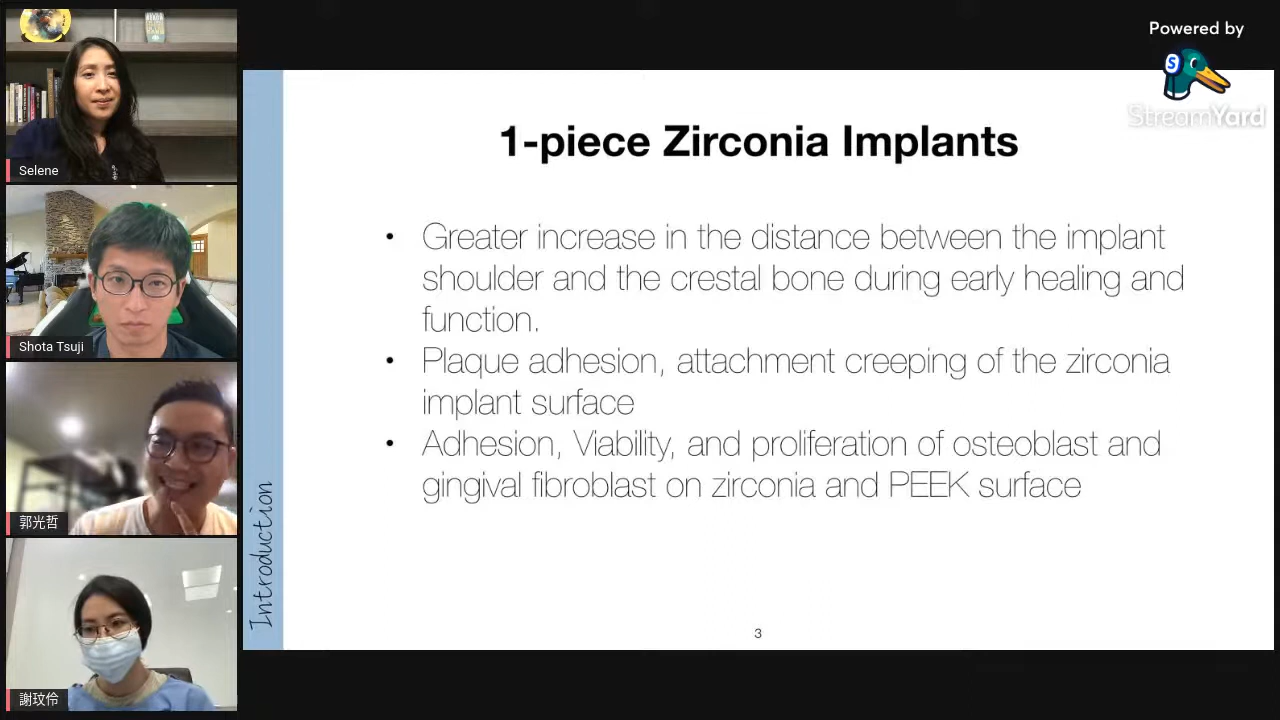 Powered by
S
StreamYard
Selene
Shota Tsuji
郭光哲
謝玟伶
Introduction
1-piece Zirconia Implants
• Greater increase in the distance between the implant
shoulder and the crestal bone during early healing and
function.
• Plaque adhesion, attachment creeping of the zirconia
implant surface
• Adhesion, Viability, and proliferation of osteoblast and
gingival fibroblast on zirconia and PEEK surface
3